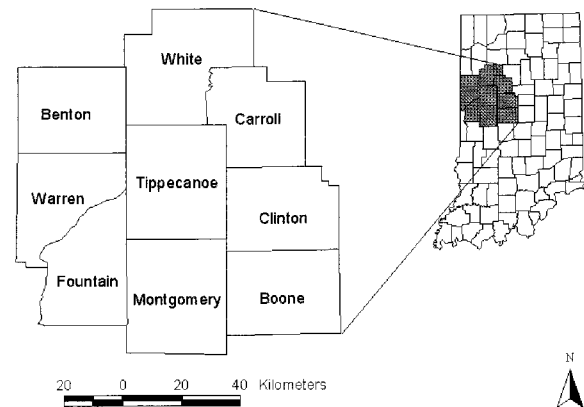 White
Benton
Carroll
Tippecanoe
Warren
Clinton
Fountain
Montgomery
Boone
20 0 20 40 Kilometers
N